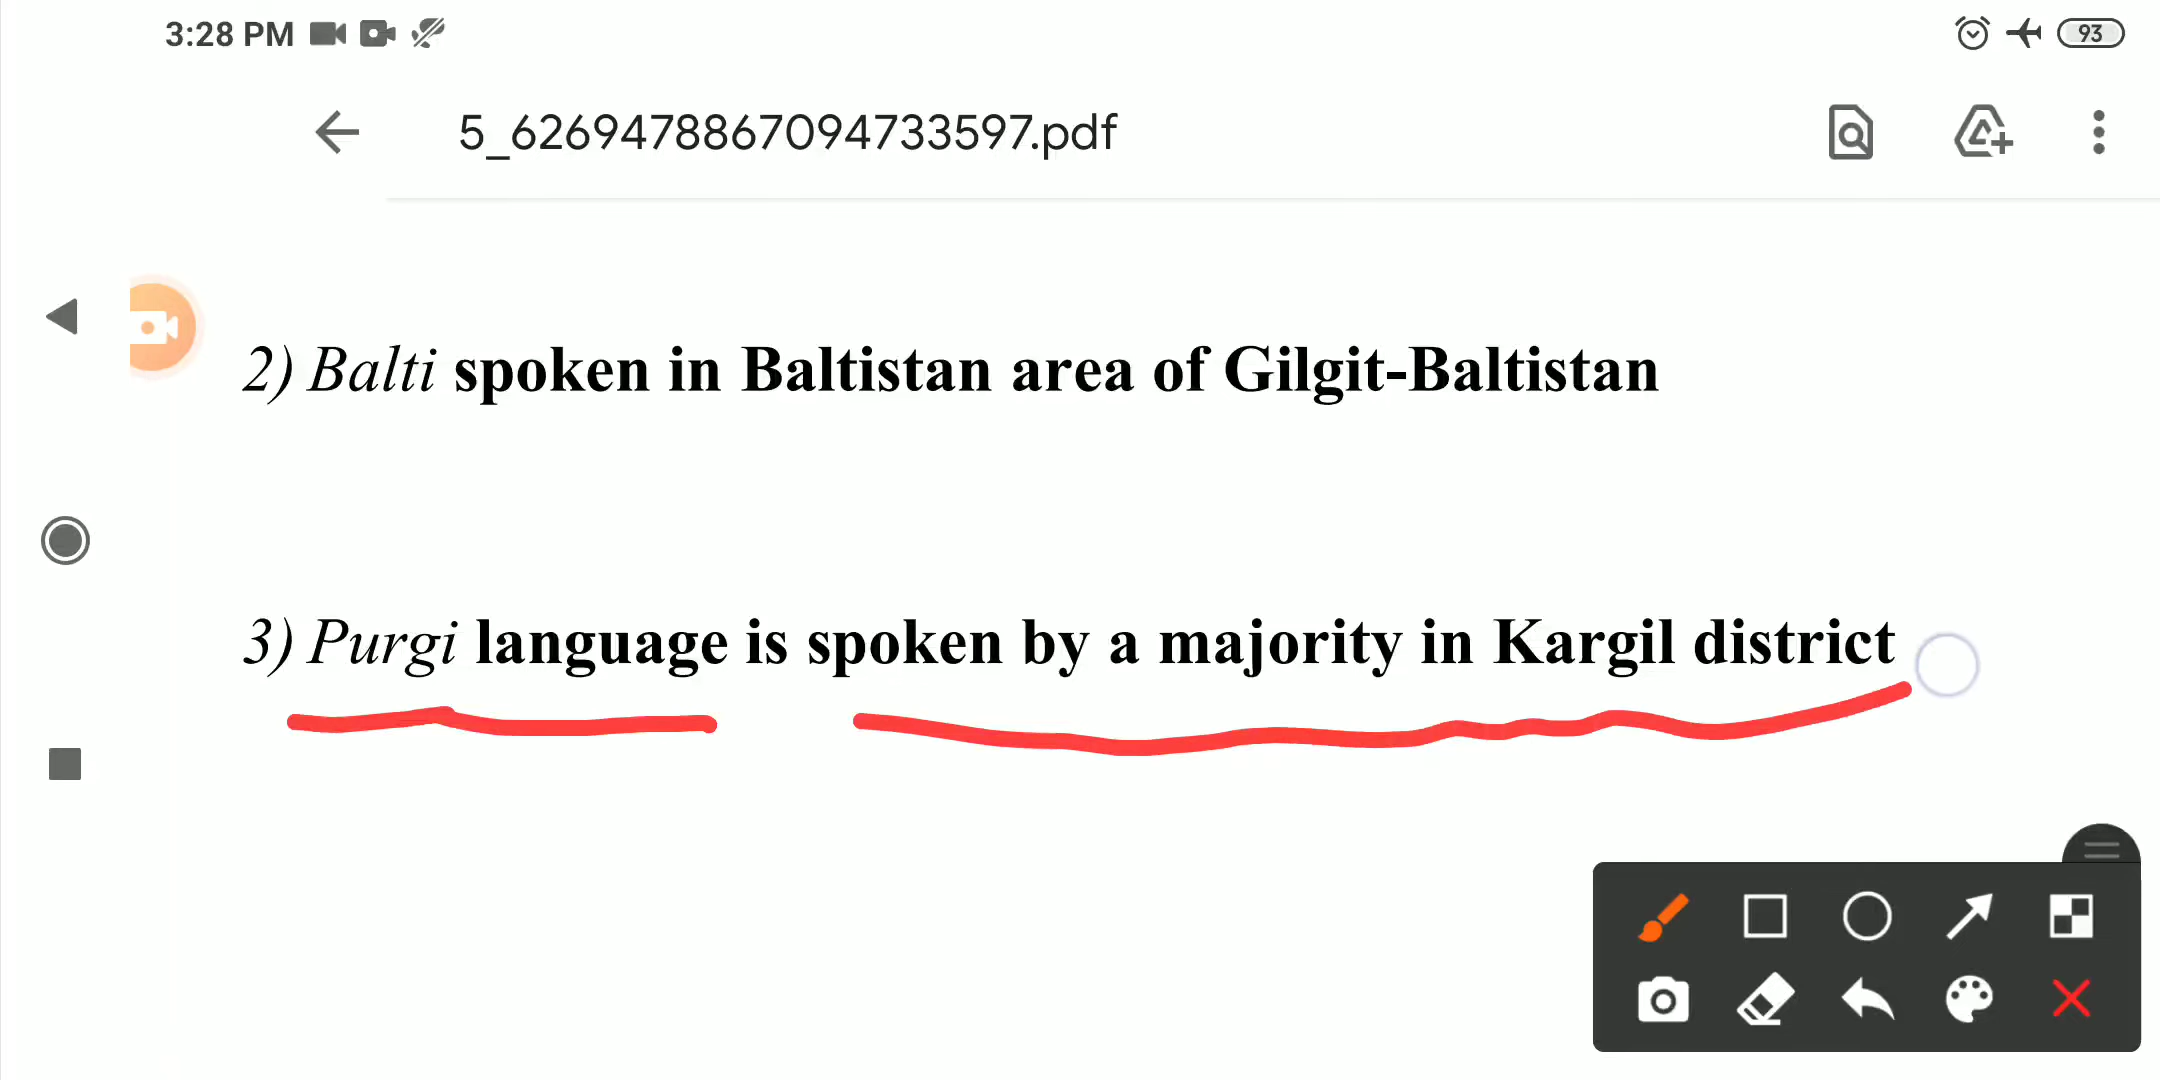 3:28 PM
93
5_6269478867094733597.pdf
2) Balti spoken in Baltistan area of Gilgit-Baltistan
3) Purgi language is spoken by a majority in Kargil district